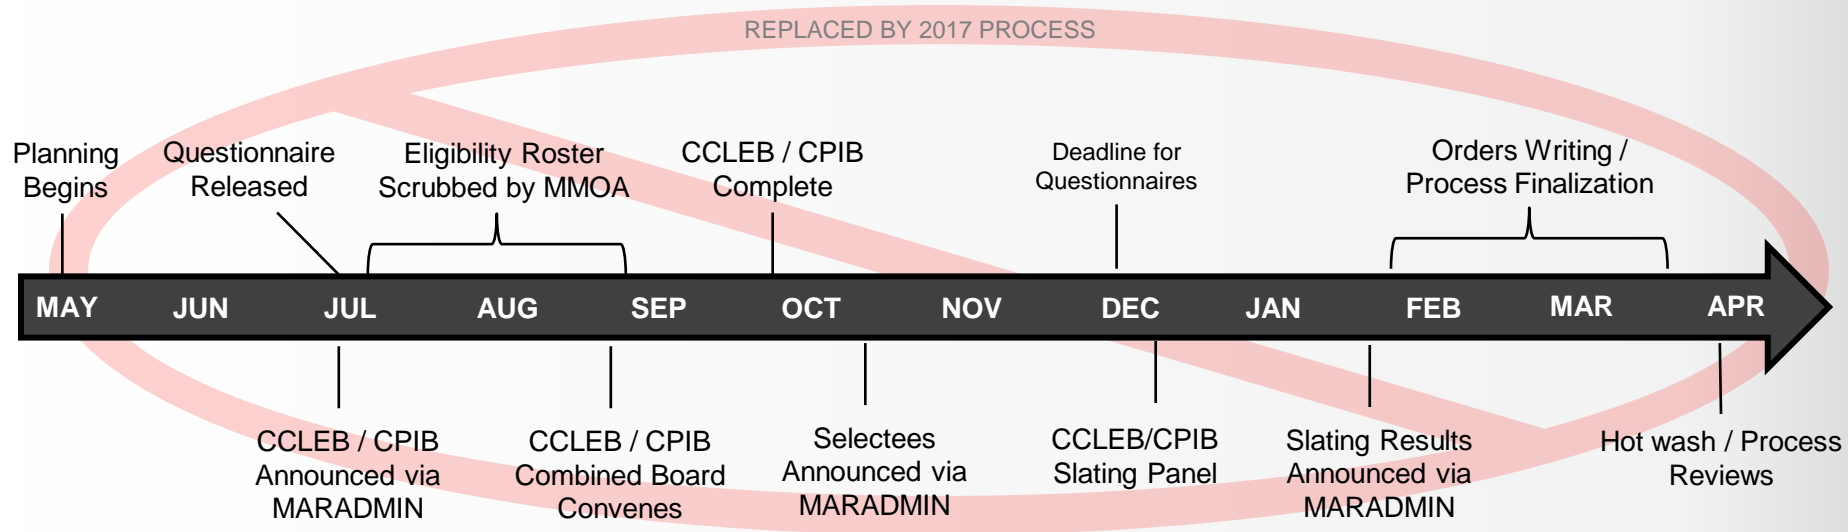 REPLACED BY 2017 PROCESS
Planning
Begins
Questionnaire
Released
Eligibility Roster
Scrubbed by MMOA
CCLEB / CPIB
Complete
Deadline for
Questionnaires
Orders Writing /
Process Finalization
MAY JUN JUL AUG SEP OCT NOV DEC JAN FEB MAR APR
CCLEB / CPIB
Announced via
MARADMIN
CCLEB / CPIB
Combined Board
Convenes
Selectees
Announced via
MARADMIN
CCLEB/CPIB
Slating Panel
Slating Results
Announced via
MARADMIN
Hot wash / Process
Reviews